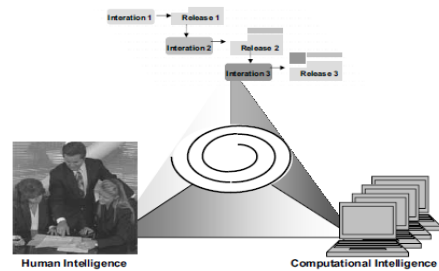 Interation 1
Release 1
Interation 2
Release 2
Interation 3
Release 3
Human Intelligence
Computational Intelligence